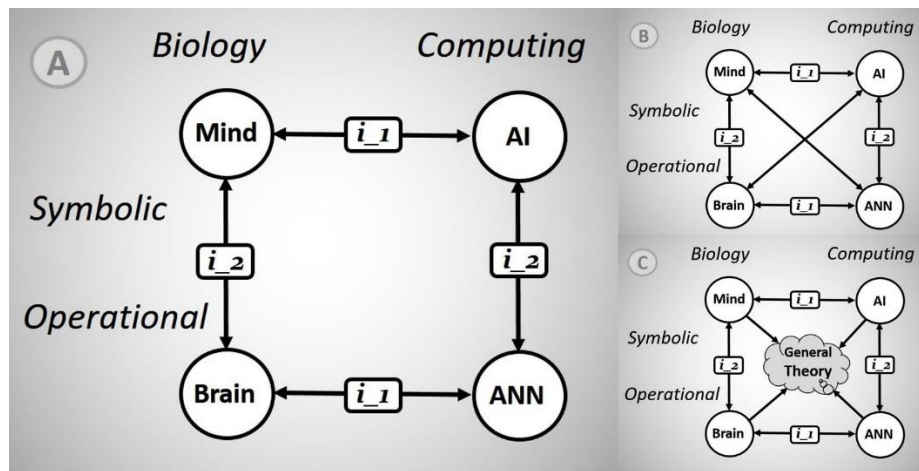 A
Biology Computing
Mind i_1 AI
Symbolic
i_2
Operational
Brain i_1 ANN
B
Biology Computing
Mind i_1 AI
Symbolic
i_2 i_2
Operational
Brain i_1 ANN
C
Biology Computing
Mind i_1 AI
Symbolic
General
Theory
i_2 i_2
Operational
Brain i_1 ANN